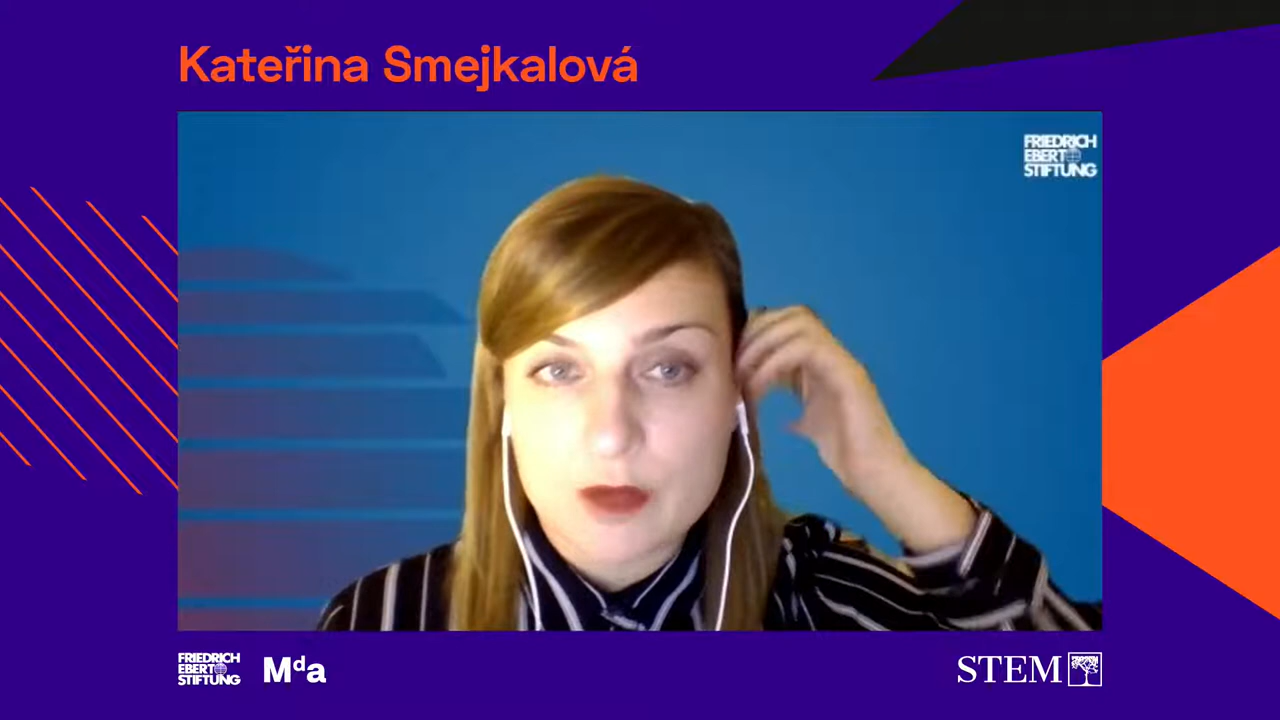 Kateřina Smejkalová
FRIEDRICH
EBERT
STIFTUNG
FRIEDRICH
EBERT
STIFTUNG
Mda
STEM